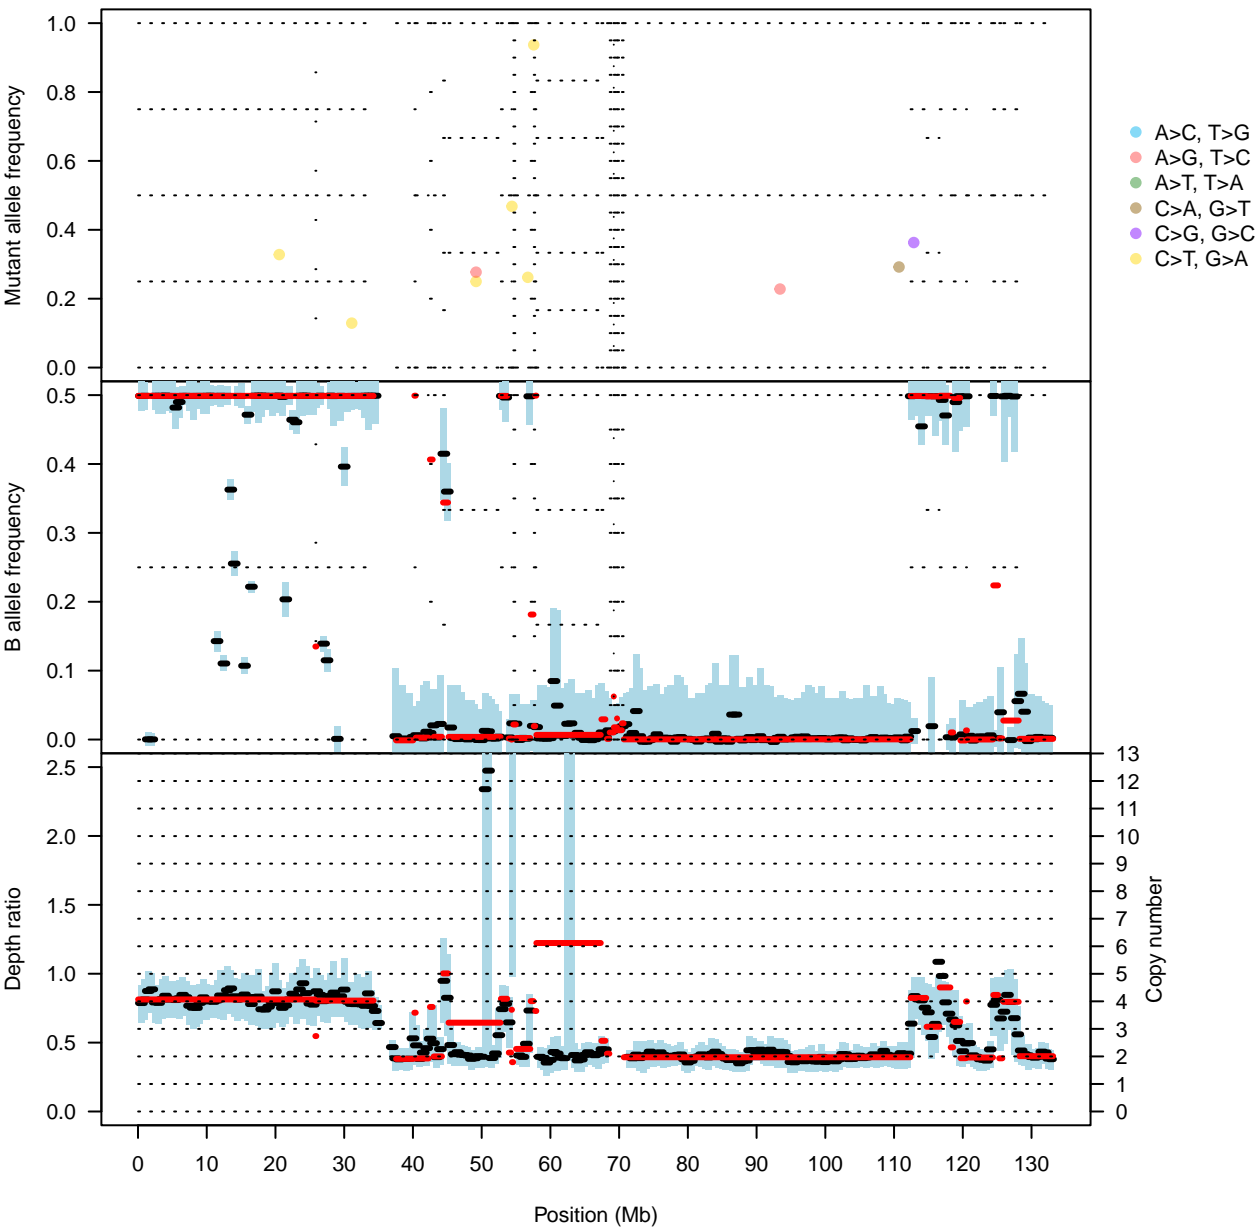 Mutant allele frequency
1.0
0.8
0.6
0.4
0.2
0.0
A>C, T>G
A>G, T>C
A>T, T>A
C>A, G>T
C>G, G>C
C>T, G>A
B allele frequency
0.5
0.4
0.3
0.2
0.1
0.0
Depth ratio
2.5
2.0
1.5
1.0
0.5
0.0
Copy number
13
12
11
10
9
8
7
6
5
4
3
2
1
0
0 10 20 30 40 50 60 70 80 90 100 110 120 130
Position (Mb)